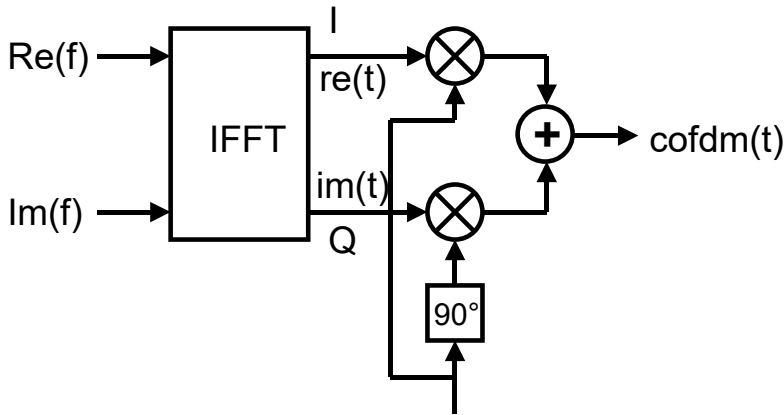 I
Re(f)
re(t)
IFFT
+
cofdm(t)
im(t)
Im(f)
Q
90°